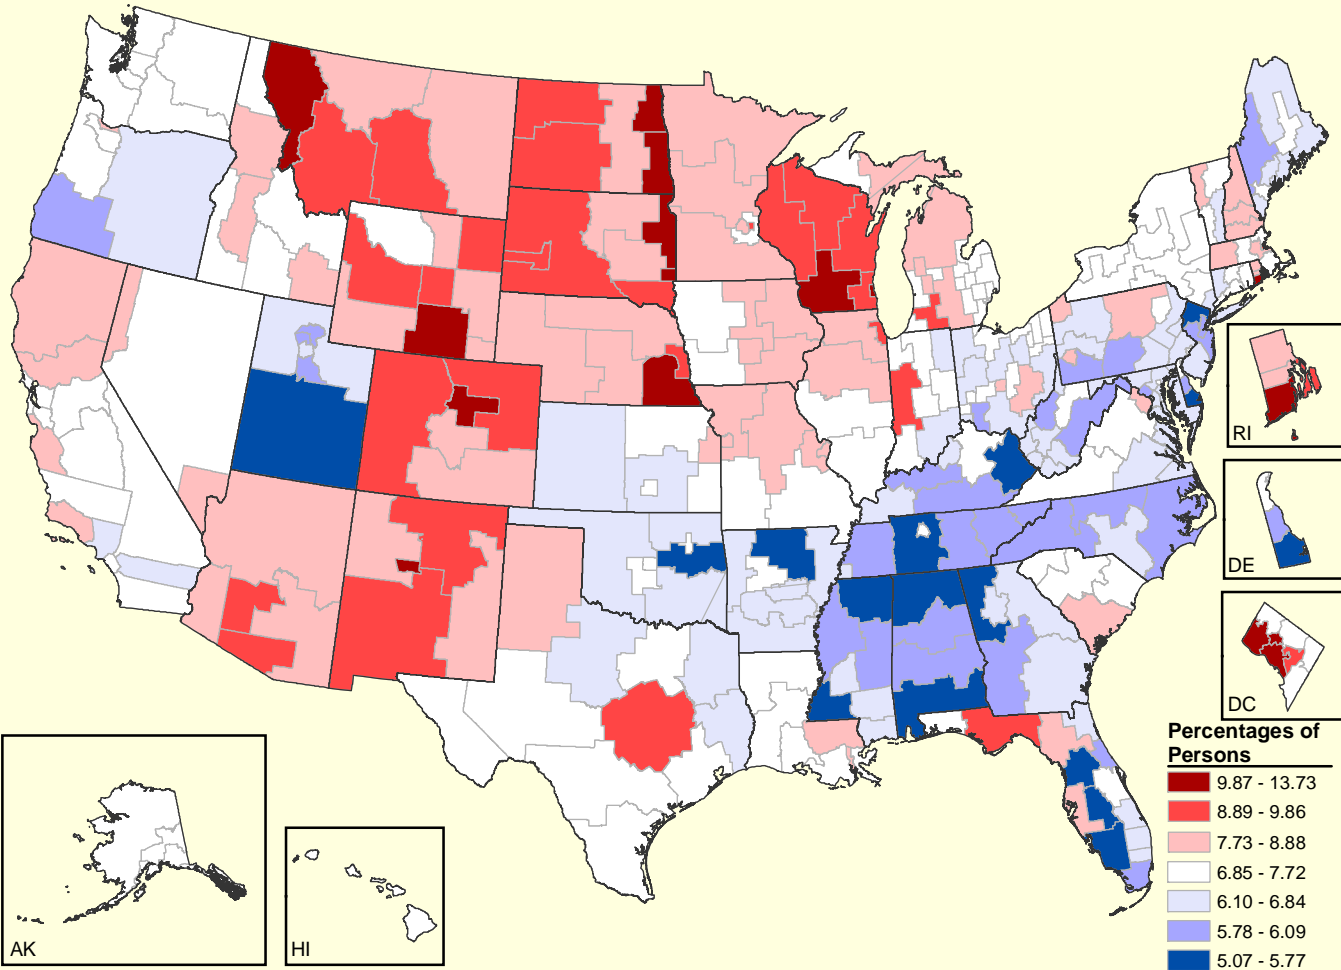 RI
DE
DC
AK
HI
Percentages of
Persons
9.87 - 13.73
8.89 - 9.86
7.73 - 8.88
6.85 - 7.72
6.10 - 6.84
5.78 - 6.09
5.07 - 5.77